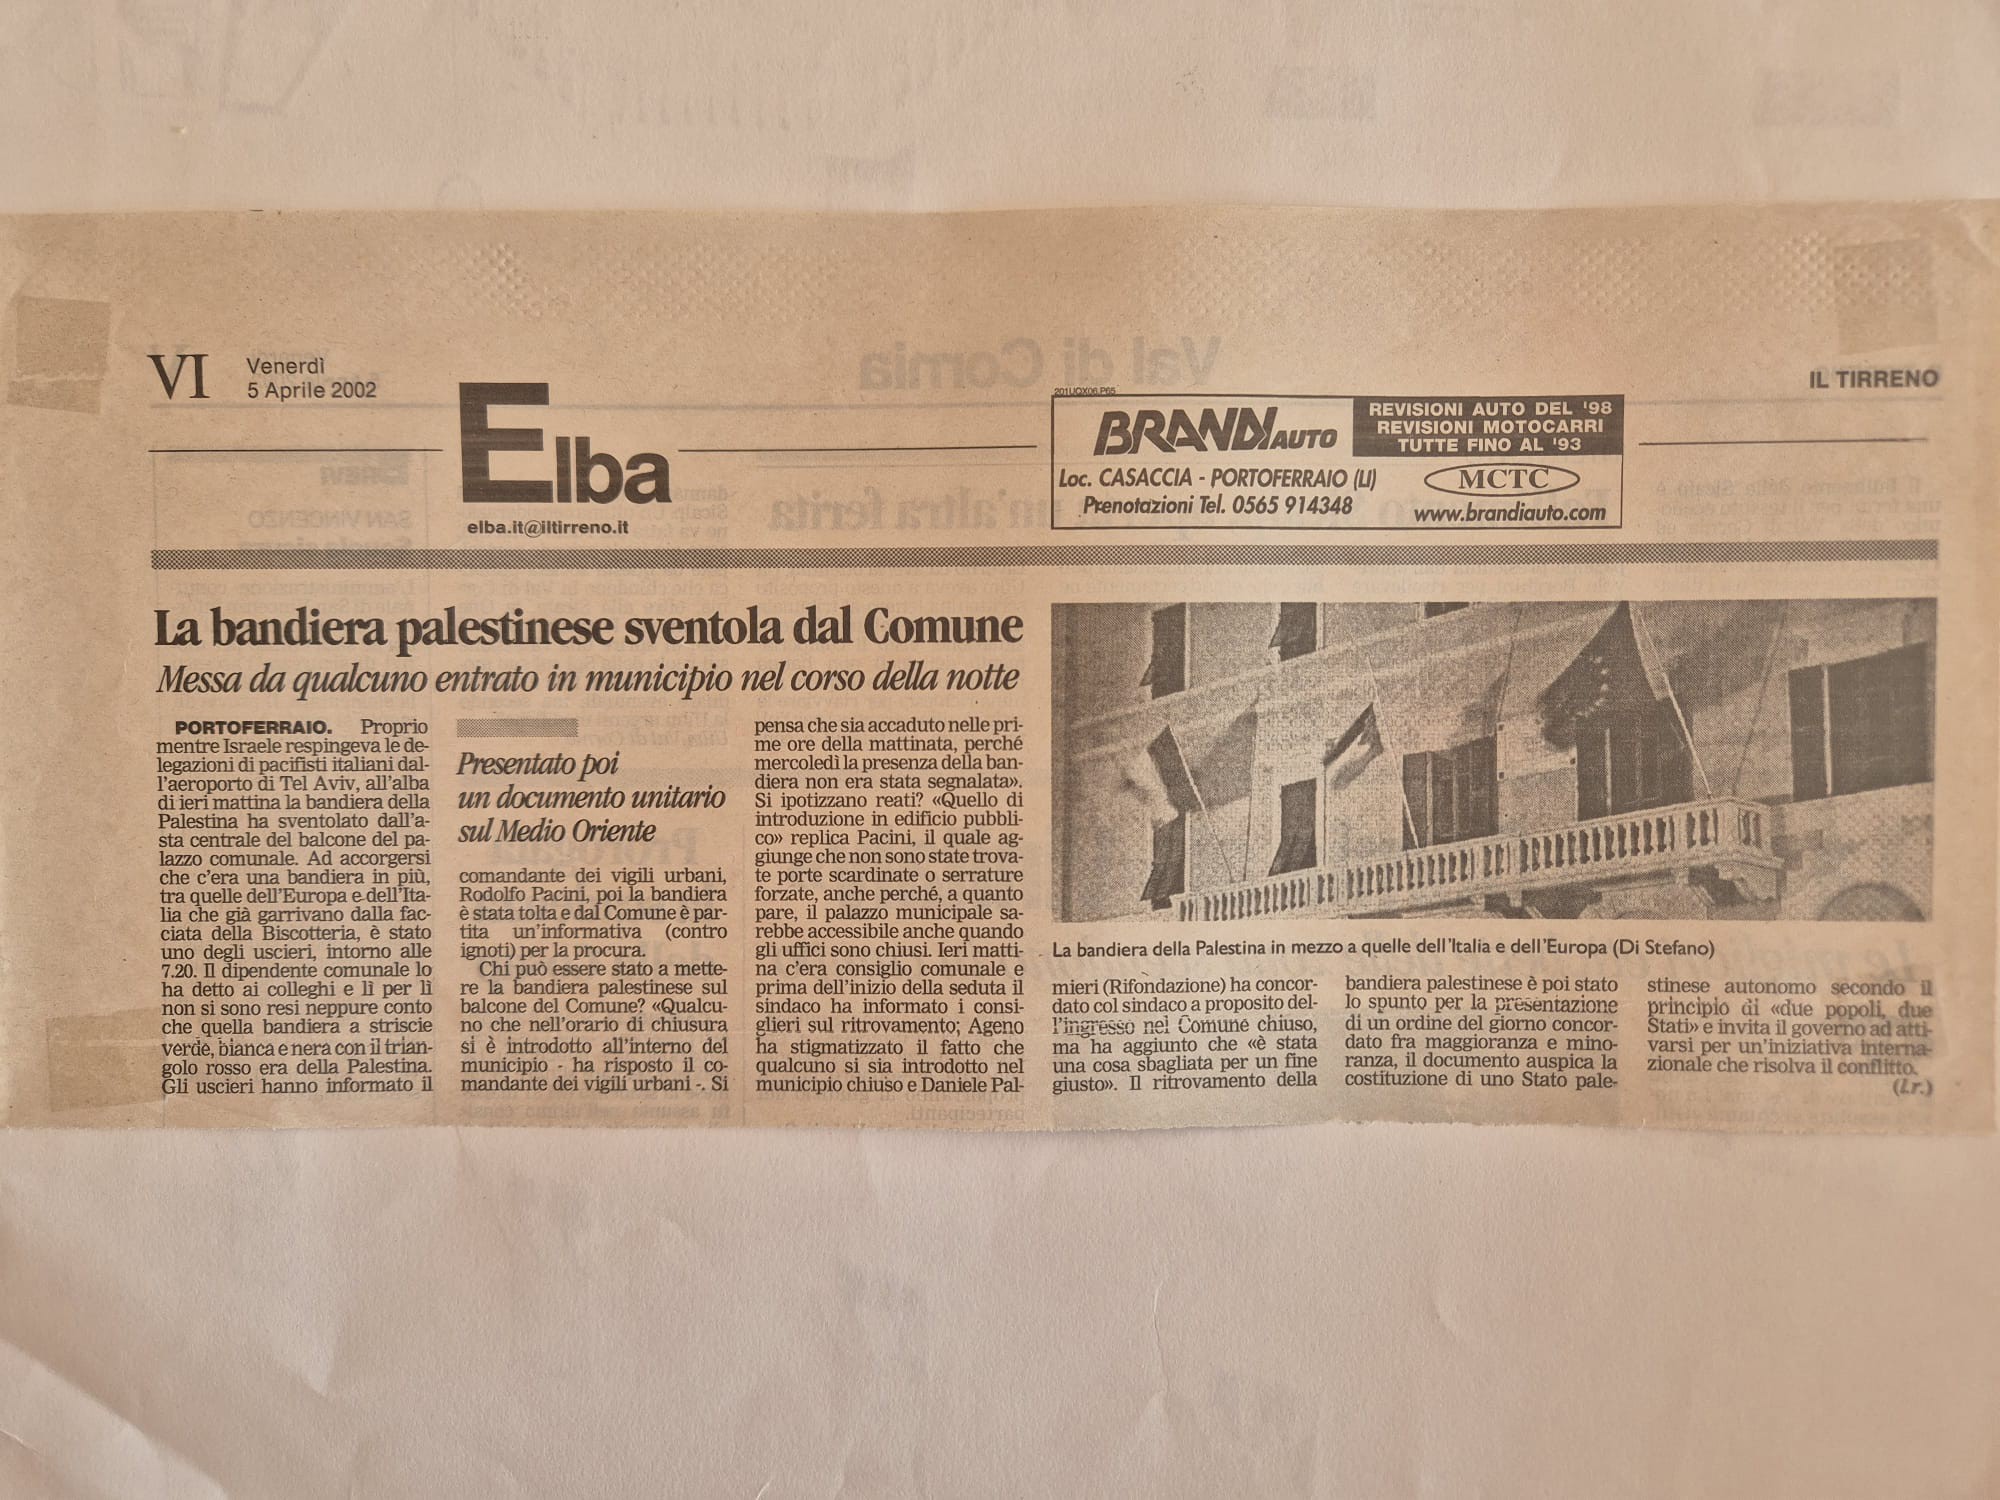 VI
Venerdì
5 Aprile 2002
IL TIRRENO
Elba
elba.it@iltirreno.it
201UQX06.P65
BRANDI AUTO
REVISIONI AUTO DEL '98
REVISIONI MOTOCARRI
TUTTE FINO AL '93
Loc. CASACCIA - PORTOFERRAIO (LI)
Prenotazioni Tel. 0565 914348
MCTC
www.brandiauto.com
La bandiera palestinese sventola dal Comune
Messa da qualcuno entrato in municipio nel corso della notte
PORTOFERRAIO. Proprio
mentre Israele respingeva le de-
legazioni di pacifisti italiani dal-
l'aeroporto di Tel Aviv, all'alba
di ieri mattina la bandiera della
Palestina ha sventolato dall'a-
sta centrale del balcone del pa-
lazzo comunale. Ad accorgersi
che c'era una bandiera in più,
tra quelle dell'Europa e dell'Ita-
lia che già garrivano dalla fac-
ciata della Biscotteria, è stato
uno degli uscieri, intorno alle
7.20. Il dipendente comunale lo
ha detto ai colleghi e lì per lì
non si sono resi neppure conto
che quella bandiera a striscie
verde, bianca e nera con il trian-
golo rosso era della Palestina.
Gli uscieri hanno informato il
Presentato poi
un documento unitario
sul Medio Oriente
comandante dei vigili urbani,
Rodolfo Pacini, poi la bandiera
è stata tolta e dal Comune è par-
tita un'informativa (contro
ignoti) per la procura.
Chi può essere stato a mette-
re la bandiera palestinese sul
balcone del Comune? «Qualcu-
no che nell'orario di chiusura
si è introdotto all'interno del
municipio - ha risposto il co-
mandante dei vigili urbani -. Si
pensa che sia accaduto nelle pri-
me ore della mattinata, perché
mercoledì la presenza della ban-
diera non era stata segnalata».
Si ipotizzano reati? «Quello di
introduzione in edificio pubbli-
co» replica Pacini, il quale ag-
giunge che non sono state trova-
te porte scardinate o serrature
forzate, anche perché, a quanto
pare, il palazzo municipale sa-
rebbe accessibile anche quando
gli uffici sono chiusi. Ieri matti-
na c'era consiglio comunale e
prima dell'inizio della seduta il
sindaco ha informato i consi-
glieri sul ritrovamento; Ageno
ha stigmatizzato il fatto che
qualcuno si sia introdotto nel
municipio chiuso e Daniele Pal-
La bandiera della Palestina in mezzo a quelle dell'Italia e dell'Europa (Di Stefano)
mieri (Rifondazione) ha concor-
dato col sindaco a proposito del-
l'ingresso nel Comune chiuso,
ma ha aggiunto che «è stata
una cosa sbagliata per un fine
giusto». Il ritrovamento della
bandiera palestinese è poi stato
lo spunto per la presentazione
di un ordine del giorno concor-
dato fra maggioranza e mino-
ranza, il documento auspica la
costituzione di uno Stato pale-
stinese autonomo secondo il
principio di «due popoli, due
Stati» e invita il governo ad atti-
varsi per un'iniziativa interna-
zionale che risolva il conflitto.
(l.r.)